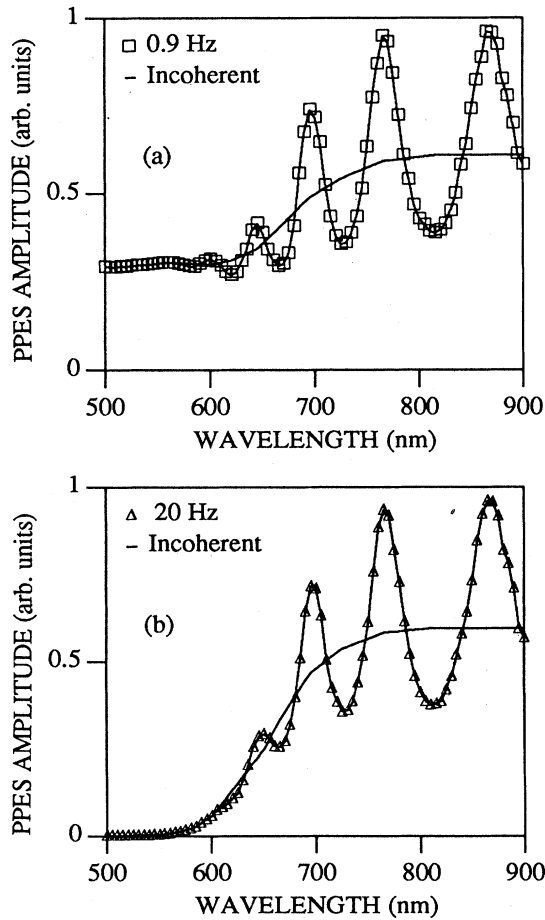 1
0.9 Hz
Incoherent
(a)
0.5
0
PPES AMPLITUDE (arb. units)
500 600 700 800 900
WAVELENGTH (nm)
1
20 Hz
Incoherent
(b)
0.5
0
PPES AMPLITUDE (arb. units)
500 600 700 800 900
WAVELENGTH (nm)